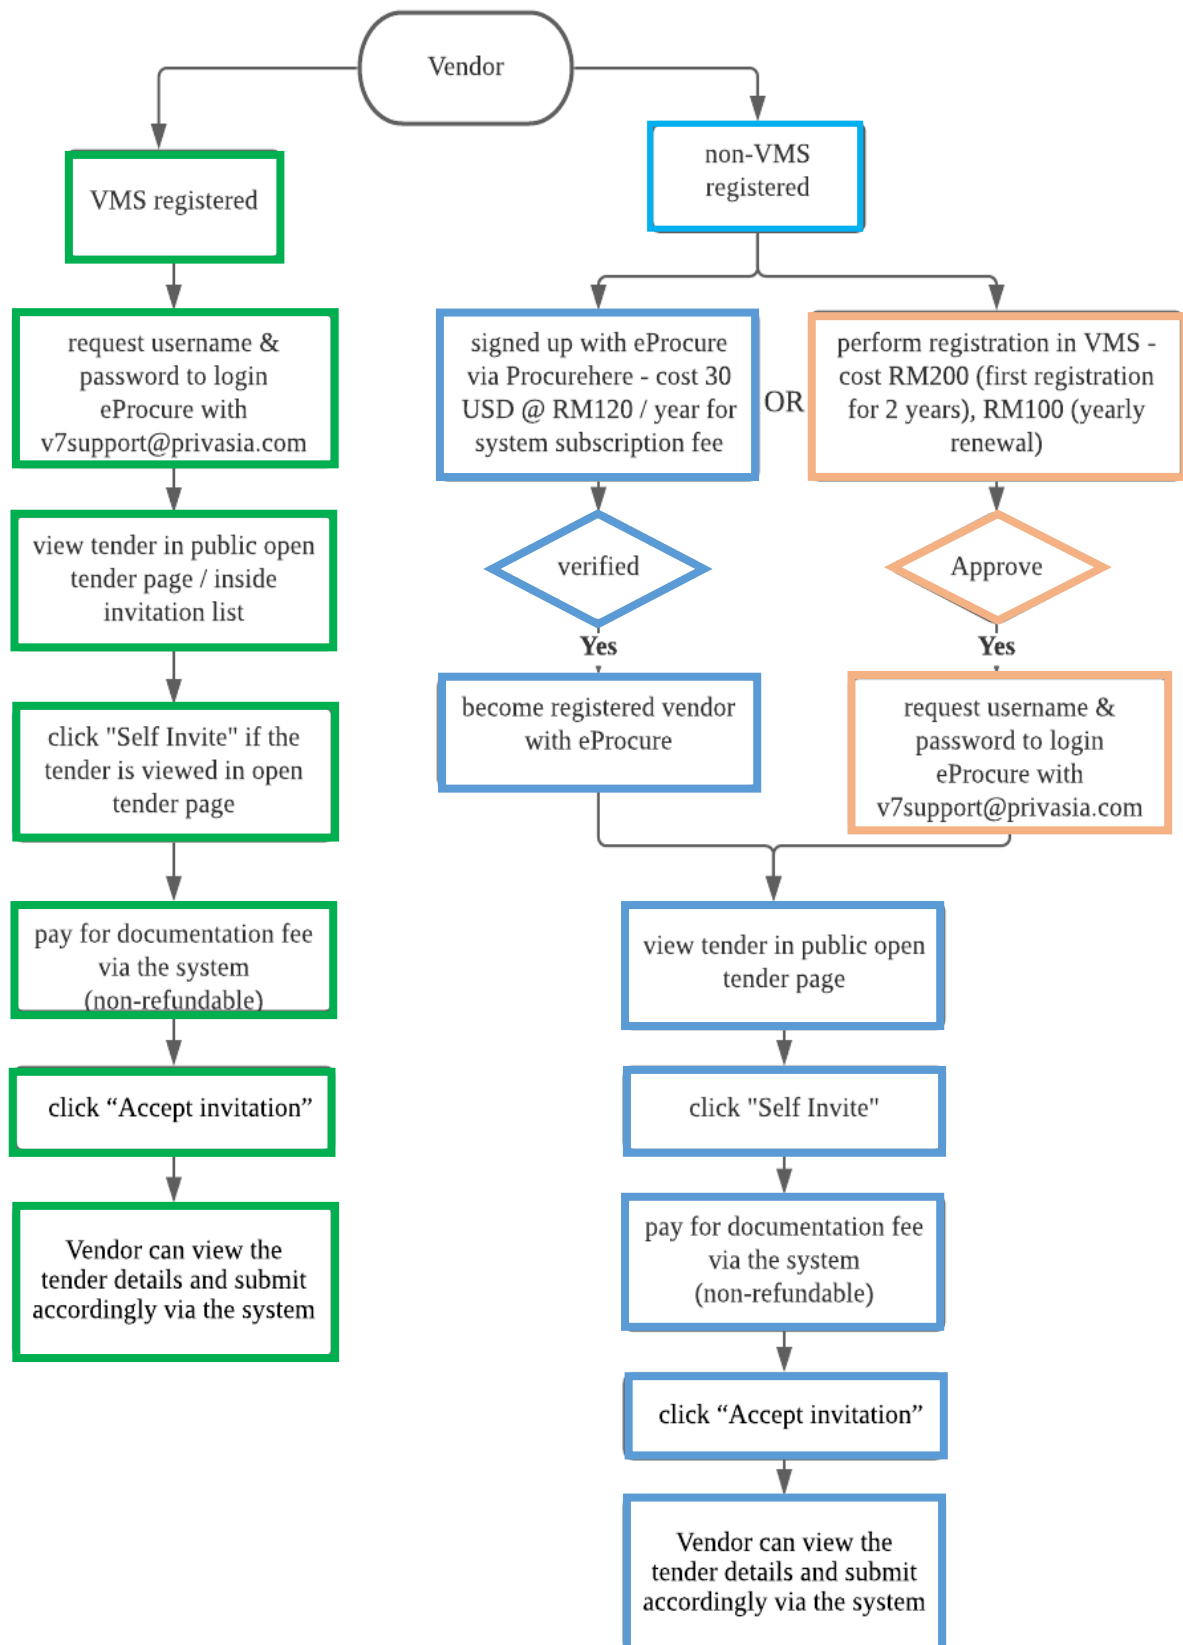 Vendor
VMS registered
request username &
password to login
eProcure with
v7support@privasia.com
view tender in public open
tender page / inside
invitation list
click "Self Invite" if the
tender is viewed in open
tender page
pay for documentation fee
via the system
(non-refundable)
click “Accept invitation”
Vendor can view the
tender details and submit
accordingly via the system
non-VMS
registered
signed up with eProcure
via Procurehere - cost 30
USD @ RM120 / year for
system subscription fee
OR
perform registration in VMS -
cost RM200 (first registration
for 2 years), RM100 (yearly
renewal)
verified
Yes
become registered vendor
with eProcure
Approve
Yes
request username &
password to login
eProcure with
v7support@privasia.com
view tender in public open
tender page
click "Self Invite"
pay for documentation fee
via the system
(non-refundable)
click “Accept invitation”
Vendor can view the
tender details and submit
accordingly via the system